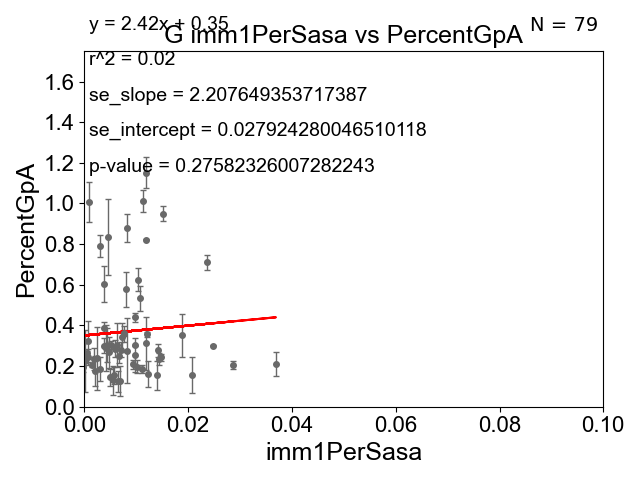 y = 2.42x + 0.35
N = 79
G imm1PerSasa vs PercentGpA
r^2 = 0.02
se_slope = 2.207649353717387
se_intercept = 0.027924280046510118
p-value = 0.27582326007282243
PercentGpA
1.6
1.4
1.2
1.0
0.8
0.6
0.4
0.2
0.0
0.00 0.02 0.04 0.06 0.08 0.10
imm1PerSasa